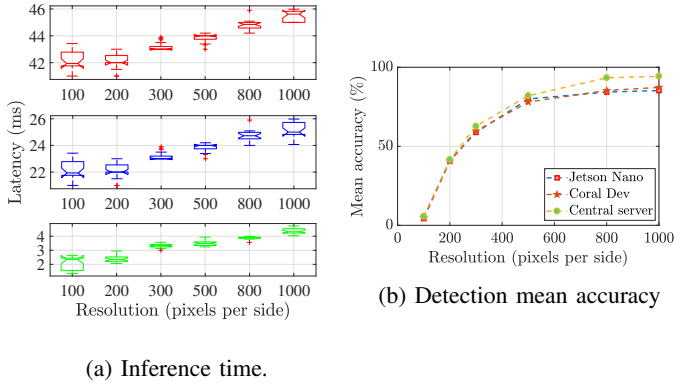 46
44
42
100 200 300 500 800 1000
26
24
22
100 200 300 500 800 1000
4
3
2
100 200 300 500 800 1000
Latency (ms)
Resolution (pixels per side)
(a) Inference time.
100
50
0
0 200 400 600 800 1000
Mean accuracy (%)
Resolution (pixels per side)
Jetson Nano
Coral Dev
Central server
(b) Detection mean accuracy